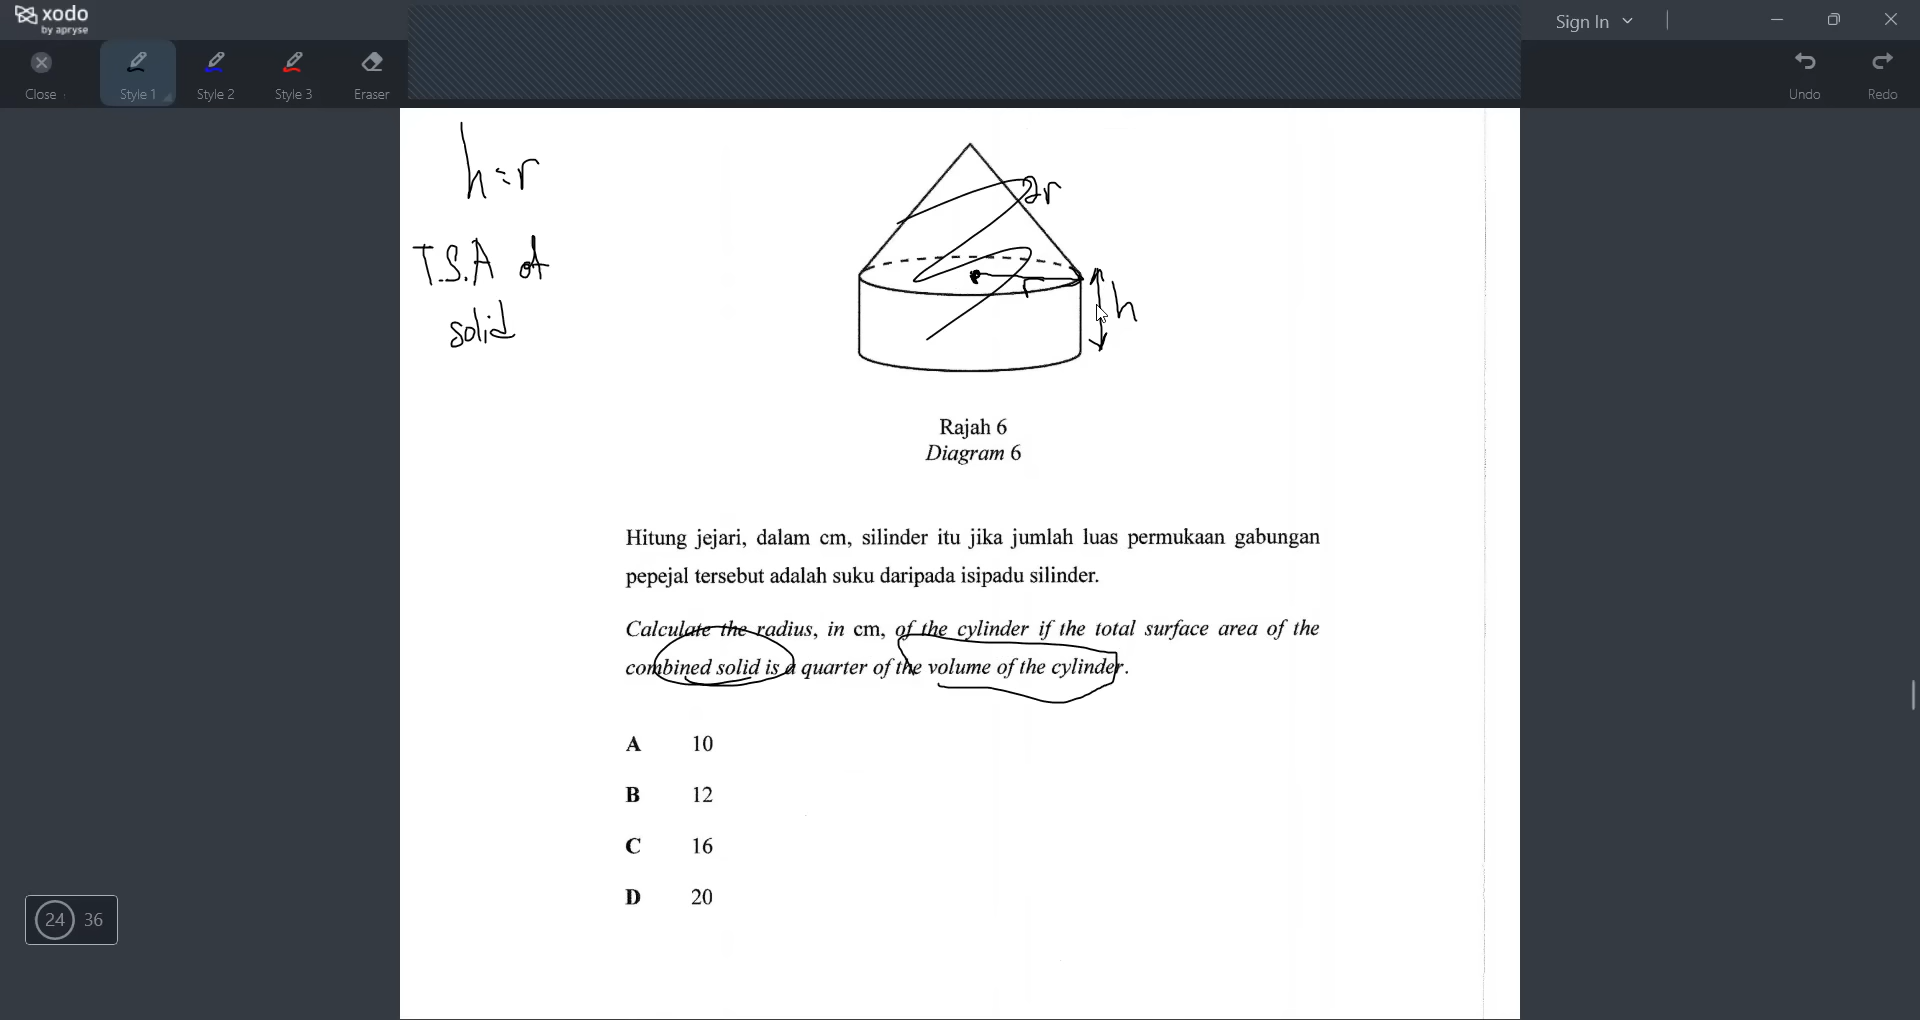 xodo
by apryse
Sign In
Close
Style 1
Style 2
Style 3
Eraser
Undo
Redo
h = r
T.S.A of
solid
2r
r
h
Rajah 6
Diagram 6
Hitung jejari, dalam cm, silinder itu jika jumlah luas permukaan gabungan
pepejal tersebut adalah suku daripada isipadu silinder.
Calculate the radius, in cm, of the cylinder if the total surface area of the
combined solid is a quarter of the volume of the cylinder.
A 10
B 12
C 16
D 20
24 36